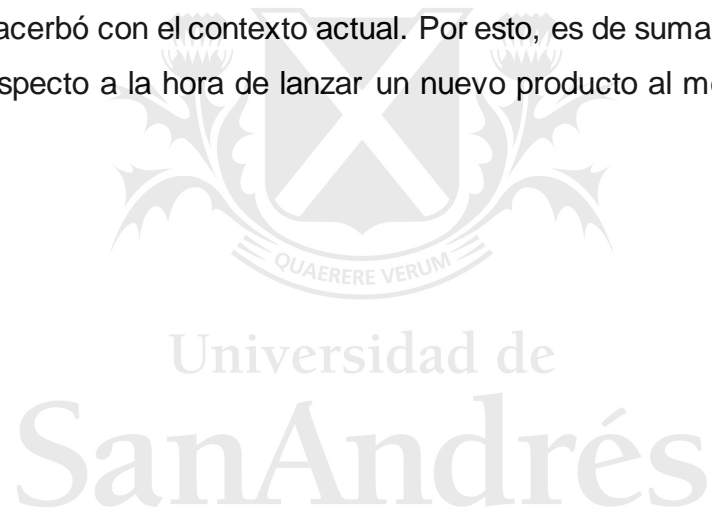 acerbó con el contexto actual. Por esto, es de suma
specto a la hora de lanzar un nuevo producto al m
QUAERERE VERUM
Universidad de
SanAndrés